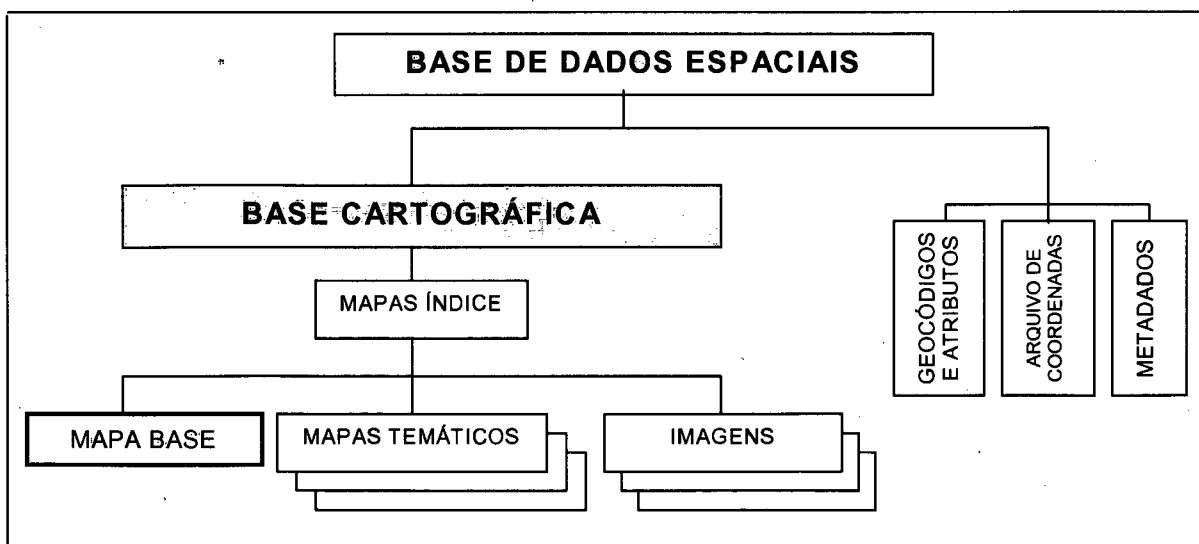 BASE DE DADOS ESPACIAIS
BASE CARTOGRÁFICA
MAPAS ÍNDICE
MAPA BASE
MAPAS TEMÁTICOS
IMAGENS
GEOCÓDIGOS
E ATRIBUTOS
ARQUIVO DE
COORDENADAS
METADADOS